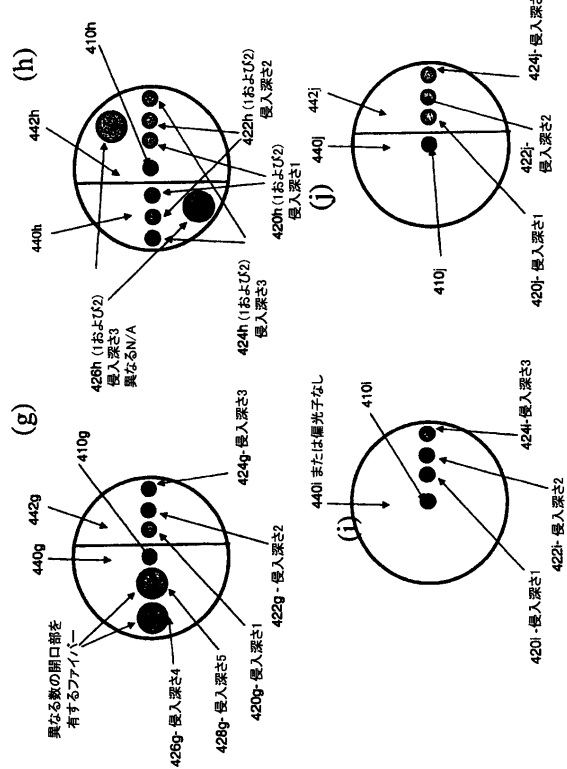 (g)
異なる数の開口部を
有するファイバー
440g
442g
410g
424g- 侵入深さ3
426g- 侵入深さ4
428g- 侵入深さ5
420g- 侵入深さ1
422g - 侵入深さ2
(h)
426h (1および2)
侵入深さ3
異なるN/A
440h
442h
410h
422h (1および2)
侵入深さ2
420h (1および2)
侵入深さ1
424h (1および2)
侵入深さ3
(i)
440i または偏光子なし
410i
424i-侵入深さ3
420i -侵入深さ1
422i- 侵入深さ2
(j)
440j
442j
410j
424j- 侵入深さ
422j-
侵入深さ2
420j- 侵入深さ1